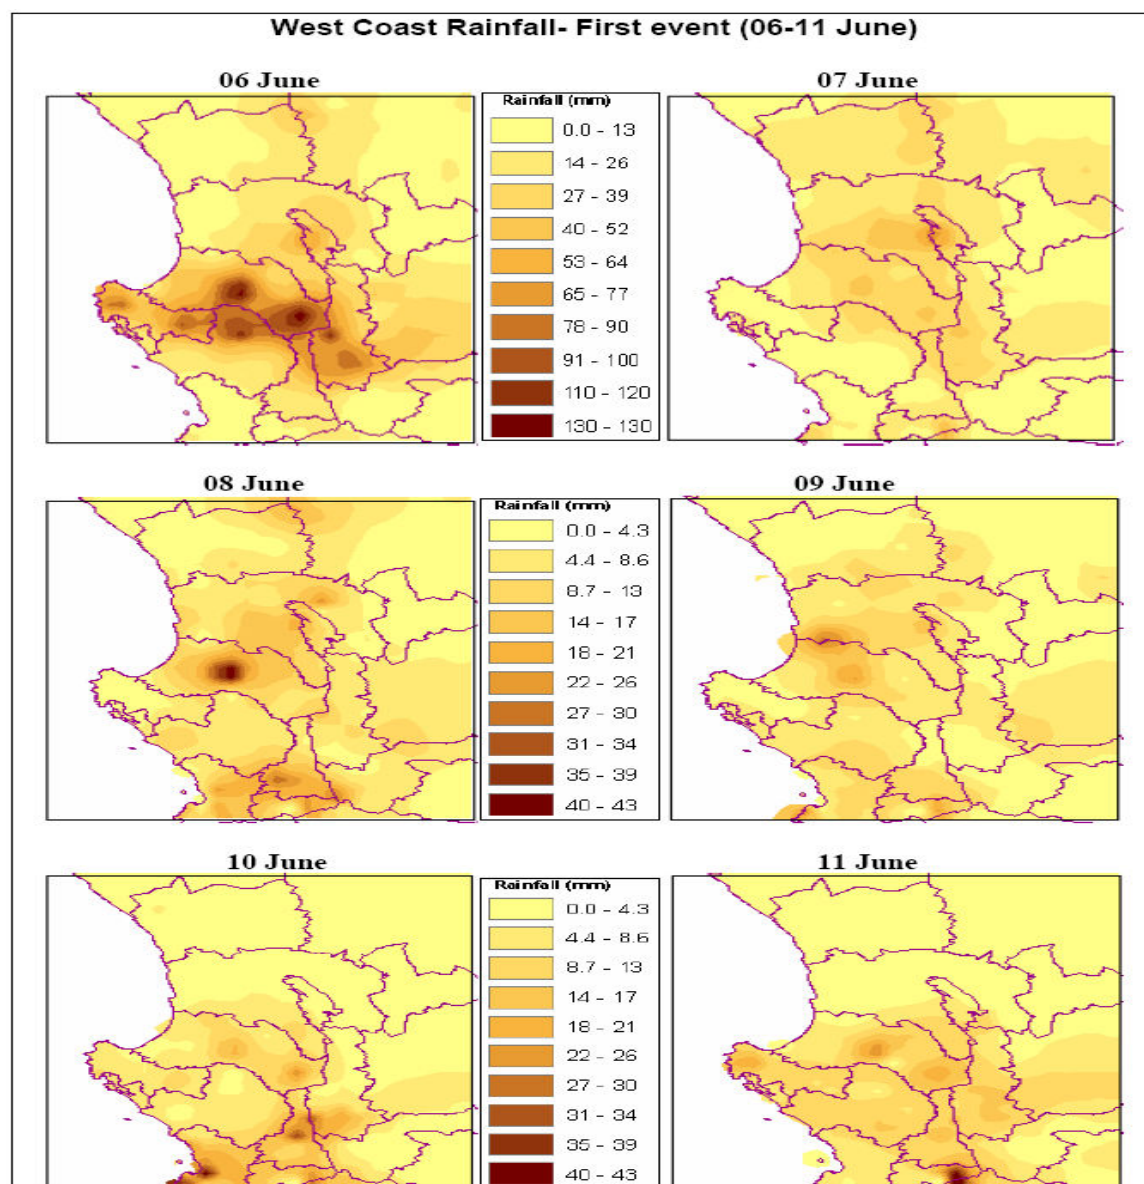 West Coast Rainfall- First event (06-11 June)
06 June
07 June
Rainfall (mm)
0.0 - 13
14 - 26
27 - 39
40 - 52
53 - 64
65 - 77
78 - 90
91 - 100
110 - 120
130 - 130
08 June
09 June
Rainfall (mm)
0.0 - 4.3
4.4 - 8.6
8.7 - 13
14 - 17
18 - 21
22 - 26
27 - 30
31 - 34
35 - 39
40 - 43
10 June
11 June
Rainfall (mm)
0.0 - 4.3
4.4 - 8.6
8.7 - 13
14 - 17
18 - 21
22 - 26
27 - 30
31 - 34
35 - 39
40 - 43